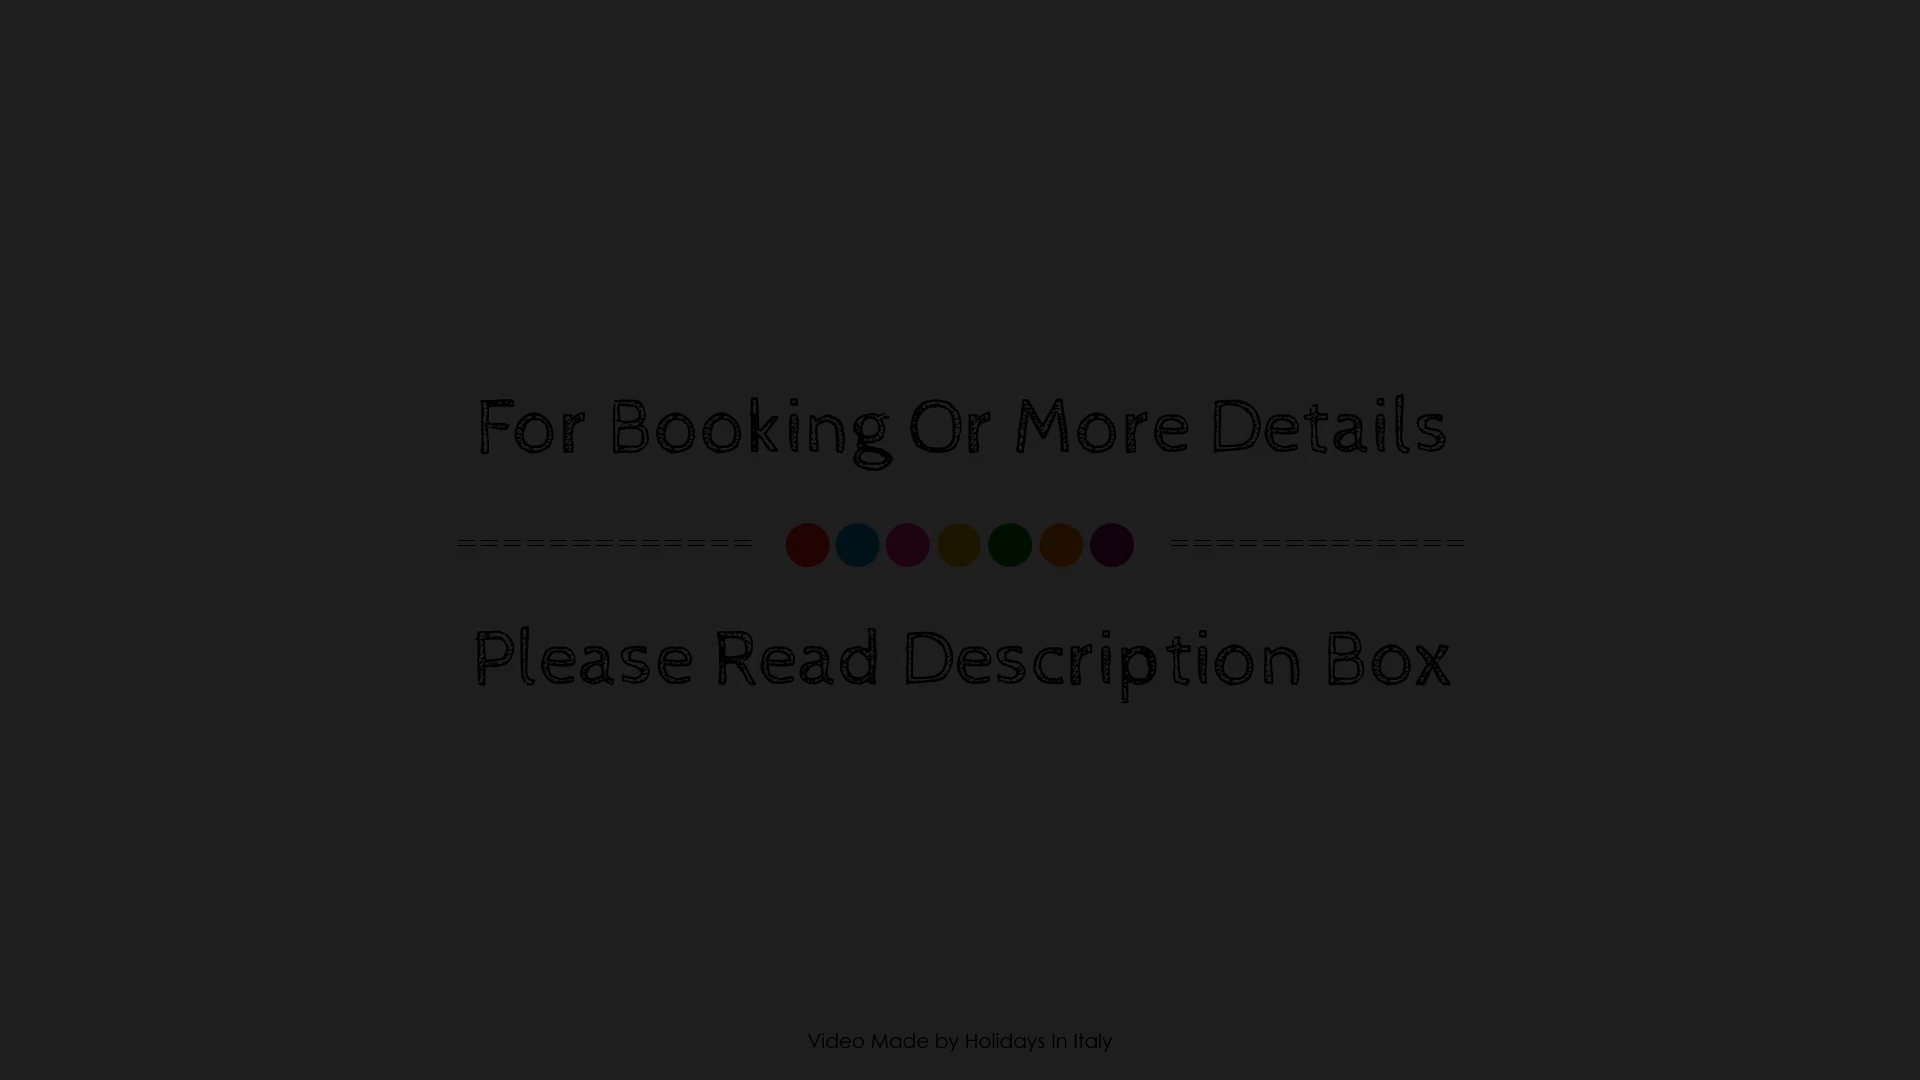 For Booking Or More Details
============= =============
Please Read Description Box
Video Made by Holidays In Italy